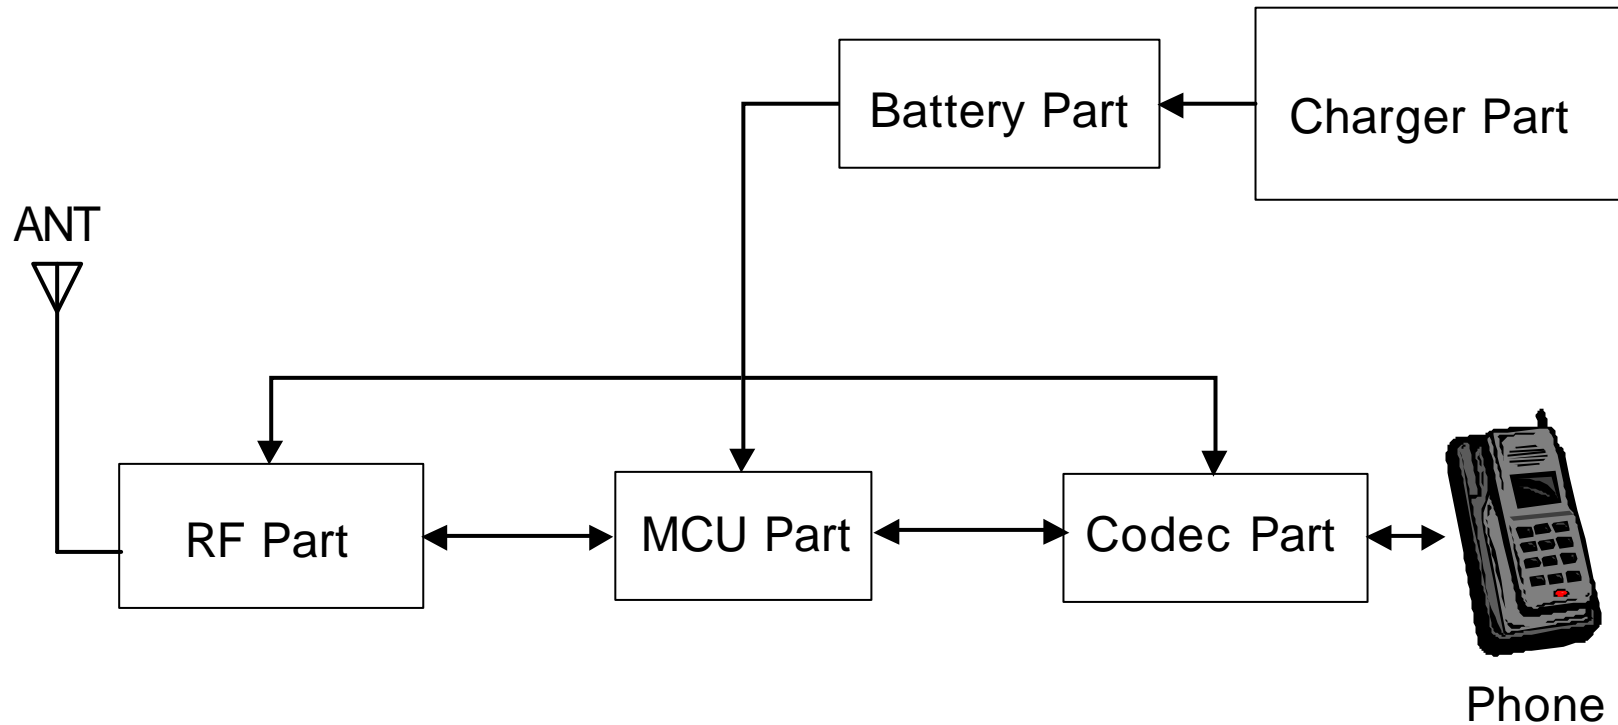 Battery Part
Charger Part
ANT
RF Part
MCU Part
Codec Part
Phone